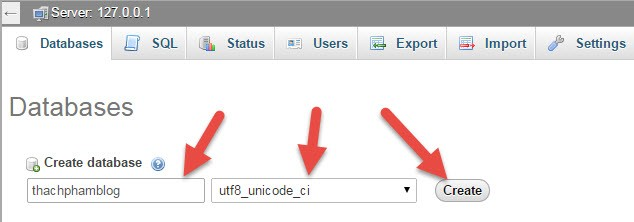 Server: 127.0.0.1
Databases SQL Status Users Export Import Settings
Databases
Create database
thachphamblog utf8_unicode_ci Create